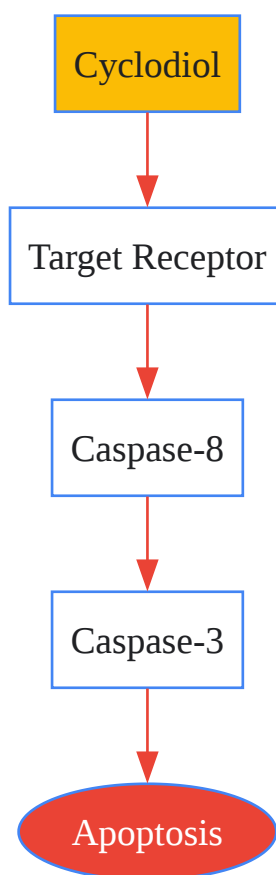 Cyclodiol
Target Receptor
Caspase-8
Caspase-3
Apoptosis